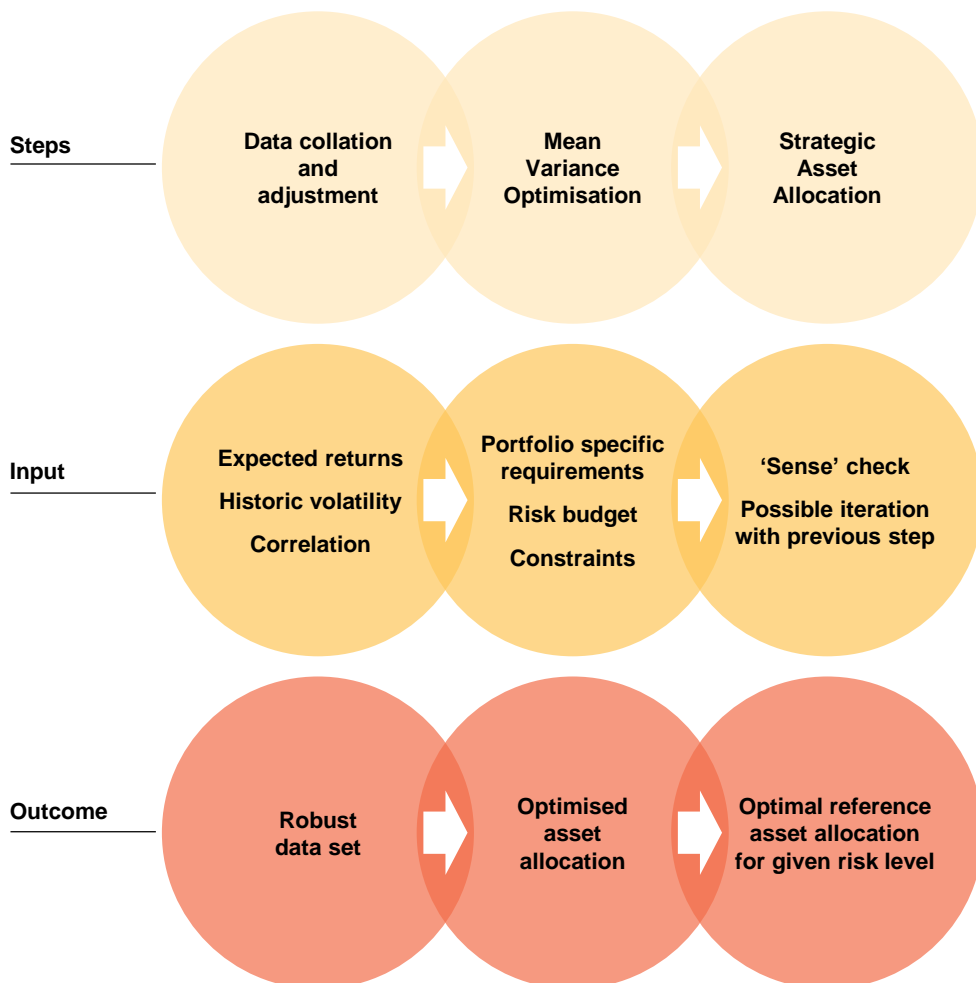 Steps
Data collation
and
adjustment
Mean
Variance
Optimisation
Strategic
Asset
Allocation
Input
Expected returns
Historic volatility
Correlation
Portfolio specific
requirements
Risk budget
Constraints
‘Sense’ check
Possible iteration
with previous step
Outcome
Robust
data set
Optimised
asset
allocation
Optimal reference
asset allocation
for given risk level